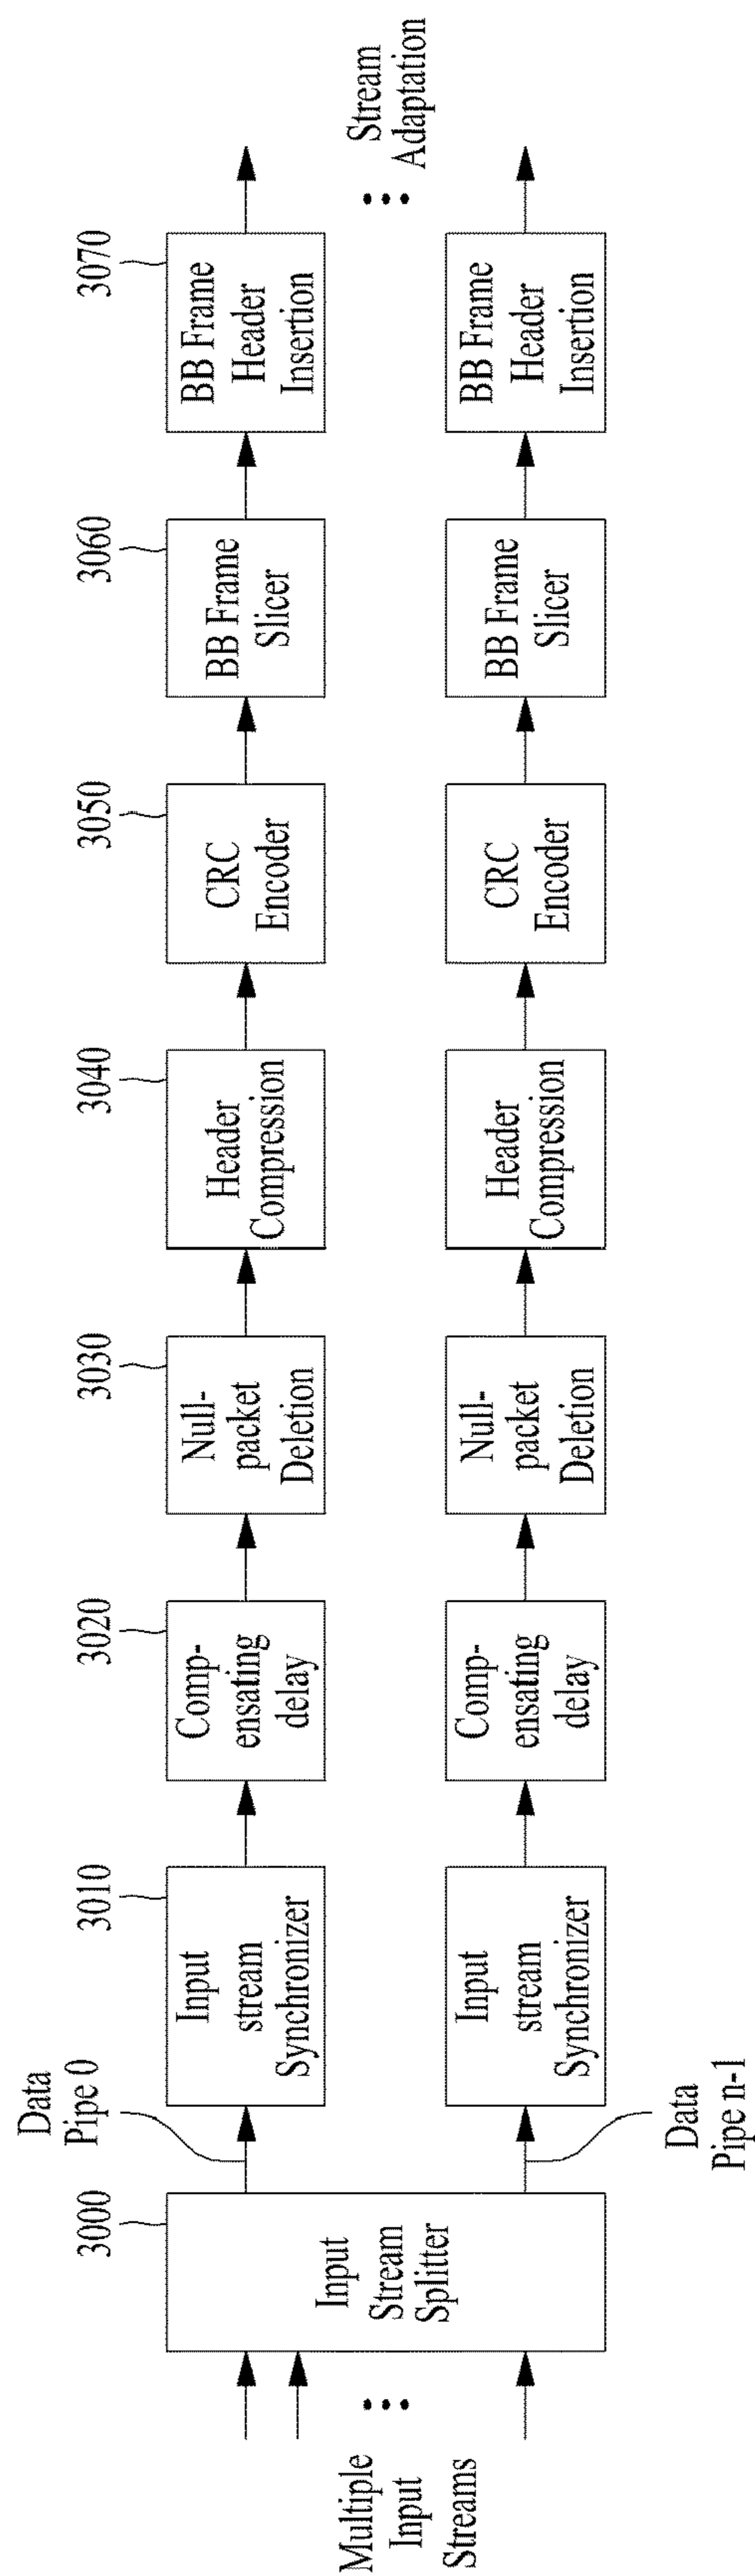 Multiple
Input
Streams
3000
Input
Stream
Splitter
Data
Pipe 0
3010
Input
stream
Synchronizer
3020
Comp-
ensating
delay
3030
Null-
packet
Deletion
3040
Header
Compression
3050
CRC
Encoder
3060
BB Frame
Slicer
3070
BB Frame
Header
Insertion
Data
Pipe n-1
Input
stream
Synchronizer
Comp-
ensating
delay
Null-
packet
Deletion
Header
Compression
CRC
Encoder
BB Frame
Slicer
BB Frame
Header
Insertion
Stream
Adaptation